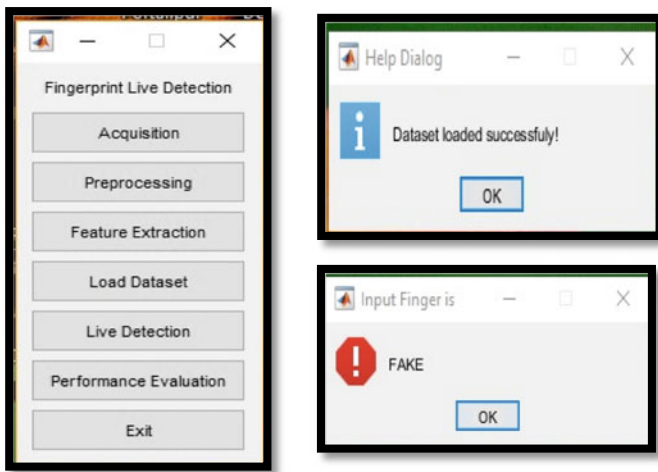 Fingerprint Live Detection
Acquisition
Preprocessing
Feature Extraction
Load Dataset
Live Detection
Performance Evaluation
Exit
Help Dialog
Dataset loaded successfuly!
OK
Input Finger is
FAKE
OK